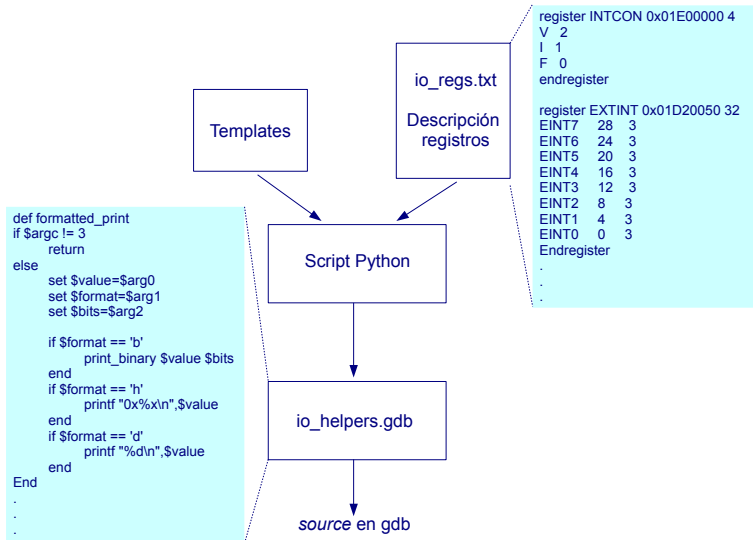 register INTCON 0x01E00000 4
V 2
I 1
F 0
endregister
register EXTINT 0x01D20050 32
EINT7 28 3
EINT6 24 3
EINT5 20 3
EINT4 16 3
EINT3 12 3
EINT2 8 3
EINT1 4 3
EINT0 0 3
Endregister
.
.
.
io_regs.txt
Descripción
registros
Templates
Script Python
def formatted_print
if $argc != 3
return
else
set $value=$arg0
set $format=$arg1
set $bits=$arg2
if $format == 'b'
print_binary $value $bits
end
if $format == 'h'
printf "0x%x\n",$value
end
if $format == 'd'
printf "%d\n",$value
end
End
.
.
.
io_helpers.gdb
source en gdb